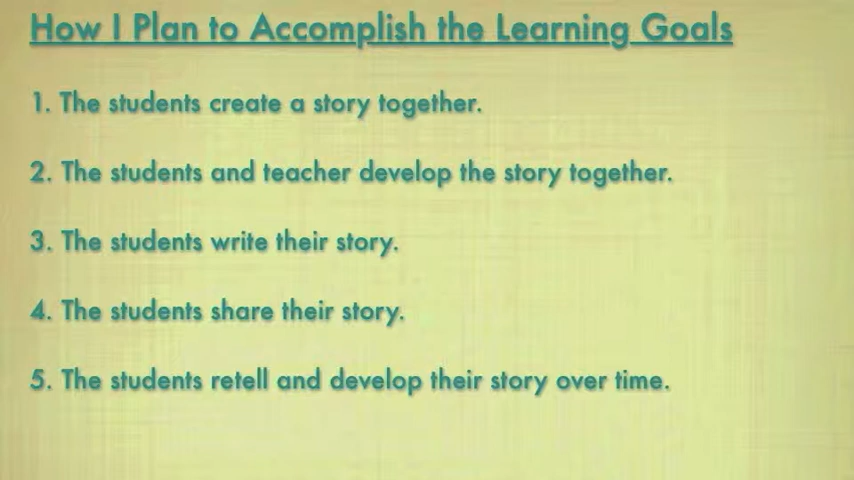 How I Plan to Accomplish the Learning Goals
1. The students create a story together.
2. The students and teacher develop the story together.
3. The students write their story.
4. The students share their story.
5. The students retell and develop their story over time.